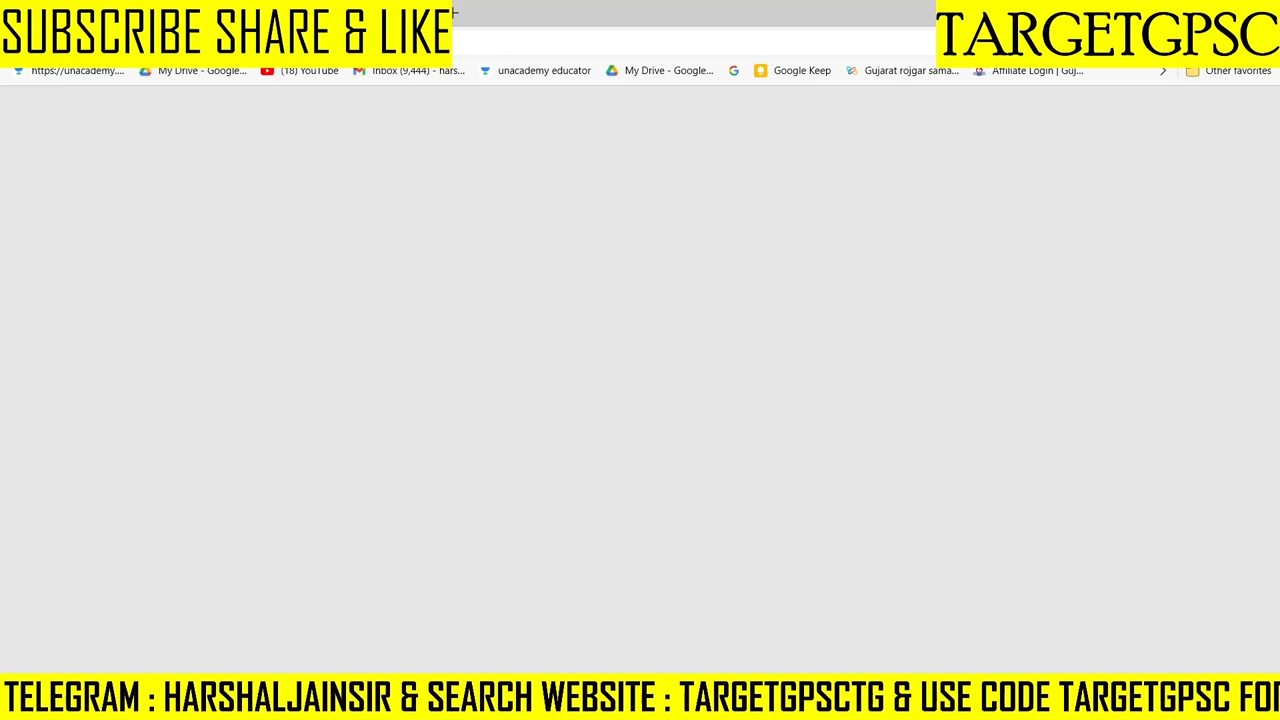 SUBSCRIBE SHARE & LIKE
TARGETGPSC
https://unacademy.... My Drive - Google... (18) YouTube Inbox (9,444) - hars... unacademy educator My Drive - Google... Google Keep Gujarat rojgar sama... Affiliate Login | Guj... Other favorites
TELEGRAM : HARSHALJAINSIR & SEARCH WEBSITE : TARGETGPSCTG & USE CODE TARGETGPSC FOR